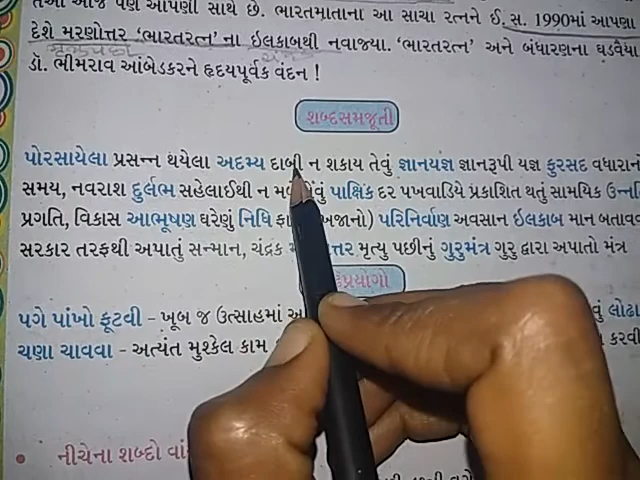 આજ પણ આપણી સાથે છે. ભારતમાતાના આ સાચા રત્નને ઈ. સ. 1990માં આપણા
દેશે મરણોત્તર ‘ભારતરત્ન’ ના ઇલકાબથી નવાજ્યા. ‘ભારતરત્ન’ અને બંધારણના ઘડવૈયા
ડૉ. ભીમરાવ આંબેડકરને હૃદયપૂર્વક વંદન !
શબ્દસમજૂતી
પોરસાયેલા પ્રસન્ન થયેલા અદમ્ય દાબી ન શકાય તેવું જ્ઞાનયજ્ઞ જ્ઞાનરૂપી યજ્ઞ ફુરસદ વધારાનો
સમય, નવરાશ દુર્લભ સહેલાઈથી ન પાક્ષિક દર પખવાડિયે પ્રકાશિત થતું સામયિક
પ્રગતિ, વિકાસ આભૂષણ ઘરેણું નિધિ ખજાનો) પરિનિર્વાણ અવસાન ઇલકાબ માન
સરકાર તરફથી અપાતું સન્માન, ચંદ્રક મૃત્યુ પછીનું ગુરુમંત્ર ગુરુ દ્વારા અપાતો મંત્ર
પગે પાંખો ફૂટવી – ખૂબ જ ઉત્સાહમાં લોઢા
ચણા ચાવવા – અત્યંત મુશ્કેલ કામ કરવી
નીચેના શબ્દો